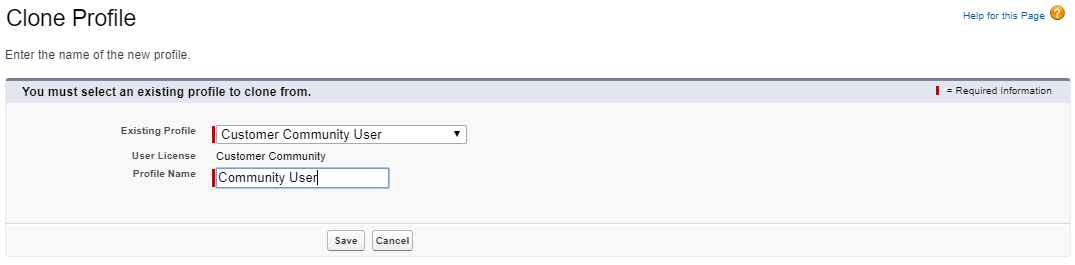 Clone Profile
Help for this Page ?
Enter the name of the new profile.
You must select an existing profile to clone from.
= Required Information
Existing Profile Customer Community User
User License Customer Community
Profile Name Community User
Save Cancel